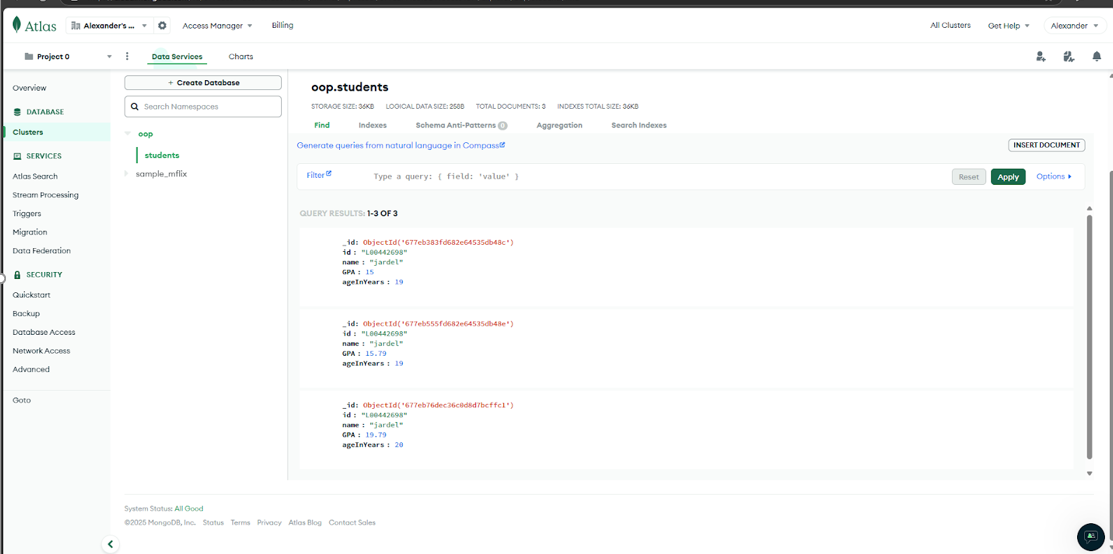 Atlas
Alexander's ...
Access Manager
Billing
All Clusters
Get Help
Alexander
Project 0
Data Services
Charts
Overview
DATABASE
Clusters
SERVICES
Atlas Search
Stream Processing
Triggers
Migration
Data Federation
SECURITY
Quickstart
Backup
Database Access
Network Access
Advanced
Goto
+ Create Database
Search Namespaces
oop
students
sample_mflix
oop.students
STORAGE SIZE: 36KB LOGICAL DATA SIZE: 258B TOTAL DOCUMENTS: 3 INDEXES TOTAL SIZE: 36KB
Find Indexes Schema Anti-Patterns 0 Aggregation Search Indexes
Generate queries from natural language in Compass
INSERT DOCUMENT
Filter
Type a query: { field: 'value' }
Reset
Apply
Options
QUERY RESULTS: 1-3 OF 3
_id: ObjectId('677eb383fd682e64535db48c')
id: "L00442698"
name: "jardel"
GPA: 15
ageInYears: 19
_id: ObjectId('677eb555fd682e64535db48e')
id: "L00442698"
name: "jardel"
GPA: 15.79
ageInYears: 19
_id: ObjectId('677eb76dec36c0d8d7bcffc1')
id: "L00442698"
name: "jardel"
GPA: 19.79
ageInYears: 20
System Status: All Good
©2025 MongoDB, Inc. Status Terms Privacy Atlas Blog Contact Sales